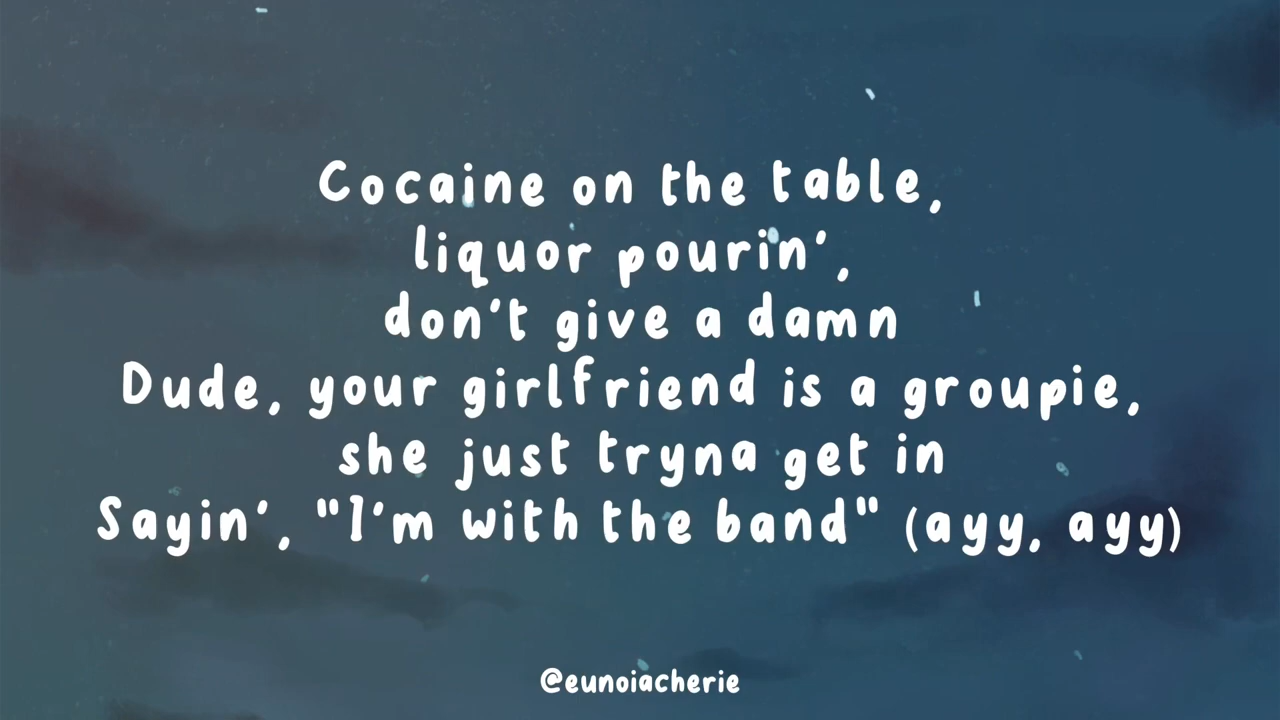 Cocaine on the table,
liquor pourin',
don't give a damn
Dude, your girlfriend is a groupie,
she just tryna get in
Sayin', "I'm with the band" (ayy, ayy)
@eunoiacherie